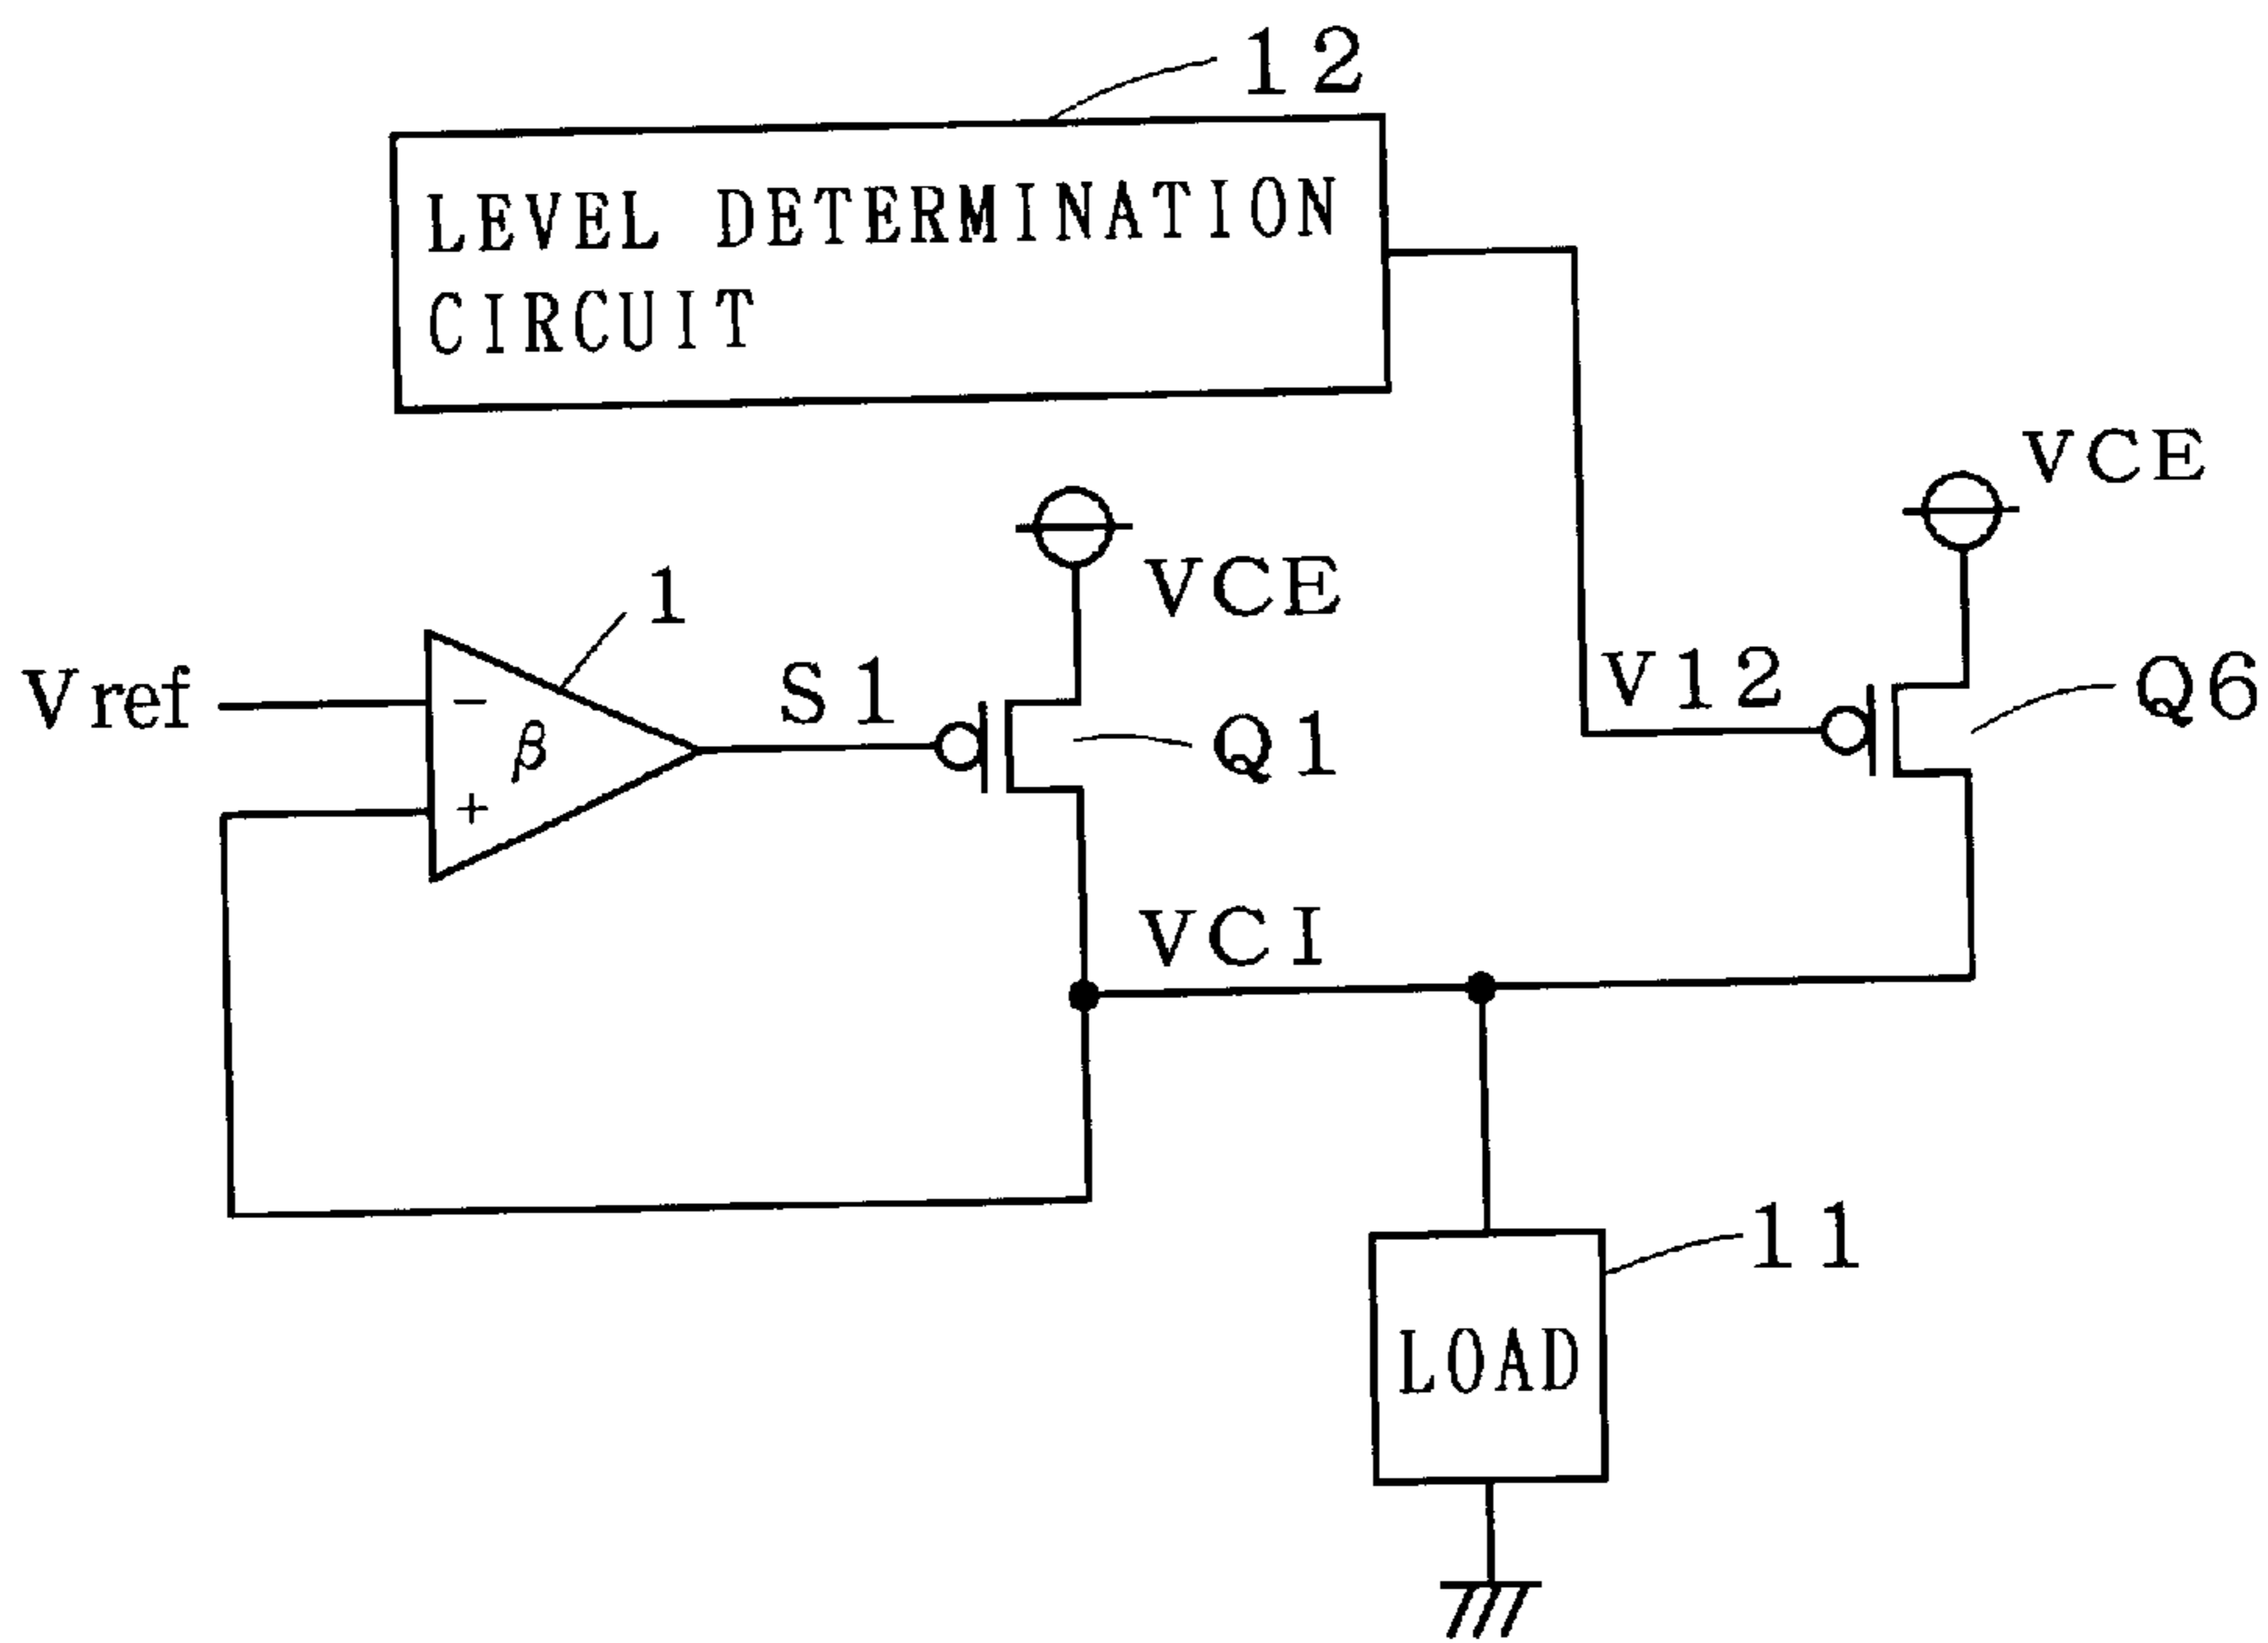 12
LEVEL DETERMINATION
CIRCUIT
VCE
VCE
1
Vref
S1
V12
Q6
Q1
−
β
+
VCI
11
LOAD